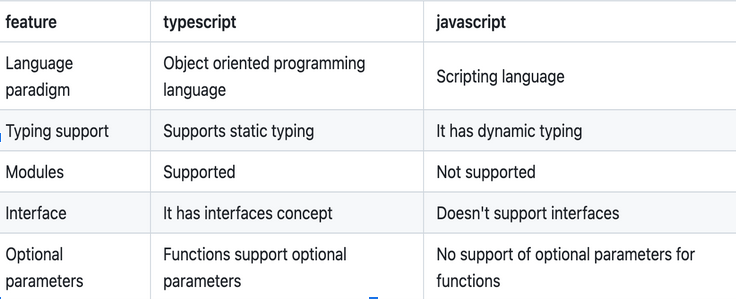 feature typescript javascript
Language paradigm Object oriented programming language Scripting language
Typing support Supports static typing It has dynamic typing
Modules Supported Not supported
Interface It has interfaces concept Doesn't support interfaces
Optional parameters Functions support optional parameters No support of optional parameters for functions